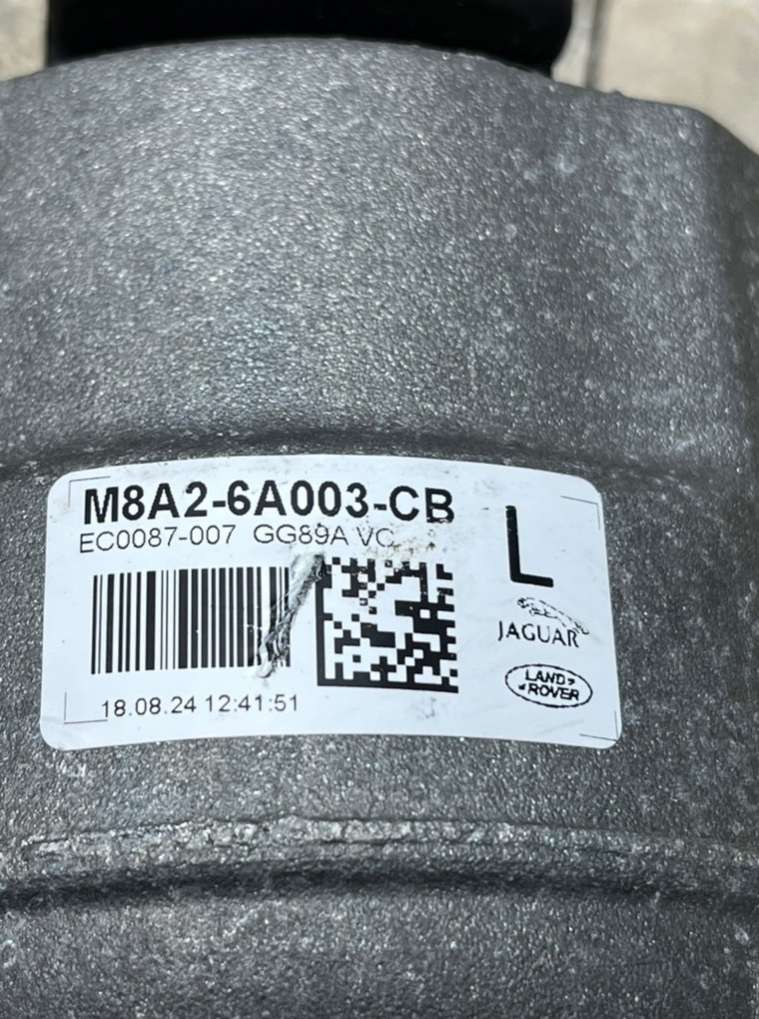 M8A2-6A003-CB
EC0087-007 GG89A VC
L
JAGUAR
LAND
ROVER
18.08.24 12:41:51